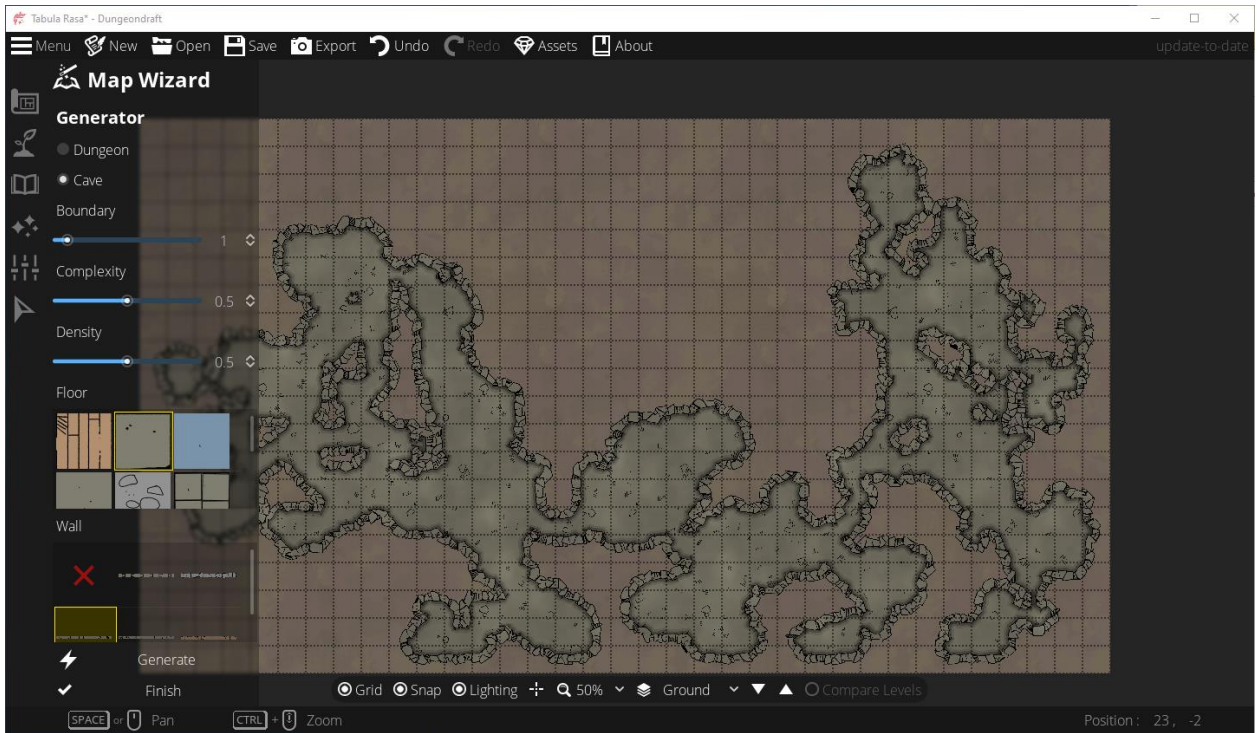 Tabula Rasa* - Dungeondraft
Menu New Open Save Export Undo Redo Assets About update-to-date
Map Wizard
Generator
Dungeon
Cave
Boundary
1
Complexity
0.5
Density
0.5
Floor
Wall
Generate
Finish
Grid Snap Lighting 50% Ground Compare Levels
SPACE or Pan CTRL + Zoom Position : 23 , -2